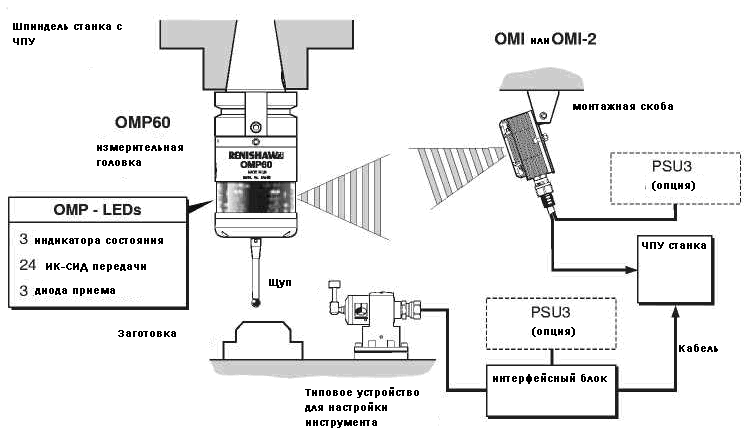 Шпиндель станка с
ЧПУ
OMI или OMI-2
монтажная скоба
OMP60
измерительная
головка
RENISHAW
OMP60
PSU3
(опция)
OMP - LEDs
3 индикатора состояния
24 ИК-СИД передачи
3 диода приема
ЧПУ станка
Щуп
Заготовка
PSU3
(опция)
Кабель
интерфейсный блок
Типовое устройство
для настройки
инструмента